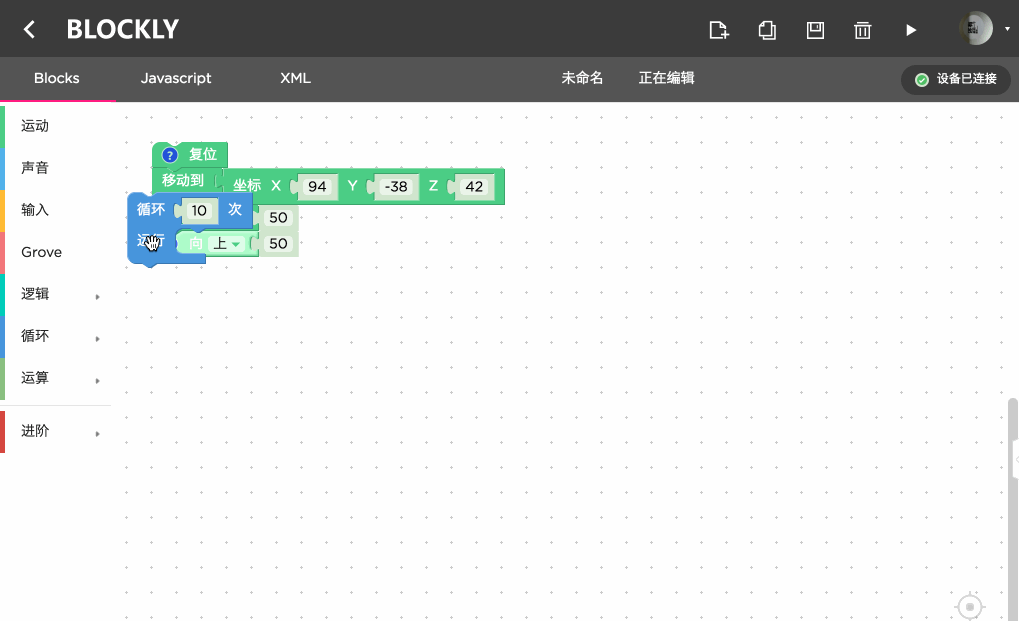 BLOCKLY
Blocks Javascript XML 未命名 正在编辑 设备已连接
运动
声音
输入
Grove
逻辑
循环
运算
进阶
? 复位
移动到 坐标 X 94 Y -38 Z 42
循环 10 次 50
运行 向 上 50